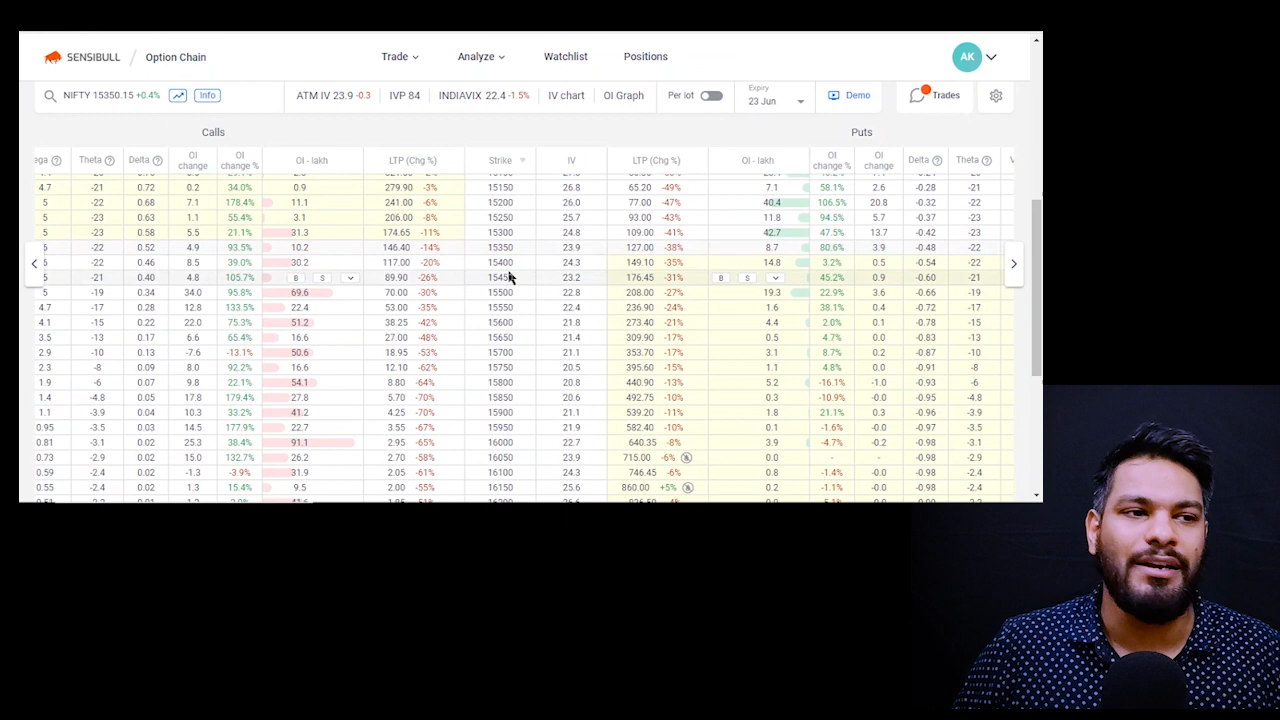 SENSIBULL / Option Chain Trade Analyze Watchlist Positions AK
NIFTY 15350.15 +0.4% Info ATM IV 23.9 -0.3 IVP 84 INDIAVIX 22.4 -1.5% IV chart OI Graph Per lot Expiry 23 Jun Demo Trades
Calls Puts
ega Theta Delta OI change OI change % OI - lakh LTP (Chg %) Strike IV LTP (Chg %) OI - lakh OI change % OI change Delta Theta V
4.7 -21 0.72 0.2 34.0% 0.9 279.90 -3% 15150 26.8 65.20 -49% 7.1 58.1% 2.6 -0.28 -21
5 -22 0.68 7.1 178.4% 11.1 241.00 -6% 15200 26.0 77.00 -47% 40.4 106.5% 20.8 -0.32 -22
5 -23 0.63 1.1 55.4% 3.1 206.00 -8% 15250 25.7 93.00 -43% 11.8 94.5% 5.7 -0.37 -23
5 -23 0.58 5.5 21.1% 31.3 174.65 -11% 15300 24.8 109.00 -41% 42.7 47.5% 13.7 -0.42 -23
5 -22 0.52 4.9 93.5% 10.2 146.40 -14% 15350 23.9 127.00 -38% 8.7 80.6% 3.9 -0.48 -22
5 -22 0.46 8.5 39.0% 30.2 117.00 -20% 15400 24.3 149.10 -35% 14.8 3.2% 0.5 -0.54 -22
5 -21 0.40 4.8 105.7% B S 89.90 -26% 1545 23.2 176.45 -31% B S 45.2% 0.9 -0.60 -21
5 -19 0.34 34.0 95.8% 69.6 70.00 -30% 15500 22.8 208.00 -27% 19.3 22.9% 3.6 -0.66 -19
4.7 -17 0.28 12.8 133.5% 22.4 53.00 -35% 15550 22.4 236.90 -24% 1.6 38.1% 0.4 -0.72 -17
4.1 -15 0.22 22.0 75.3% 51.2 38.25 -42% 15600 21.8 273.40 -21% 4.4 2.0% 0.1 -0.78 -15
3.5 -13 0.17 6.6 65.4% 16.6 27.00 -48% 15650 21.4 309.90 -17% 0.5 4.7% 0.0 -0.83 -13
2.9 -10 0.13 -7.6 -13.1% 50.6 18.95 -53% 15700 21.1 353.70 -17% 3.1 8.7% 0.2 -0.87 -10
2.3 -8 0.09 8.0 92.2% 16.6 12.10 -62% 15750 20.5 395.60 -15% 1.1 4.8% 0.0 -0.91 -8
1.9 -6 0.07 9.8 22.1% 54.1 8.80 -64% 15800 20.8 440.90 -13% 5.2 -16.1% -1.0 -0.93 -6
1.4 -4.8 0.05 17.8 179.4% 27.8 5.70 -70% 15850 20.6 492.75 -10% 0.3 -10.9% -0.0 -0.95 -4.8
1.1 -3.9 0.04 10.3 33.2% 41.2 4.25 -70% 15900 21.1 539.20 -11% 1.8 21.1% 0.3 -0.96 -3.9
0.95 -3.5 0.03 14.5 177.9% 22.7 3.55 -67% 15950 21.9 582.40 -10% 0.1 -1.6% -0.0 -0.97 -3.5
0.81 -3.1 0.02 25.3 38.4% 91.1 2.95 -65% 16000 22.7 640.35 -8% 3.9 -4.7% -0.2 -0.98 -3.1
0.73 -2.9 0.02 15.0 132.7% 26.2 2.70 -58% 16050 23.9 715.00 -6% 0.0 - - -0.98 -2.9
0.59 -2.4 0.02 -1.3 -3.9% 31.9 2.05 -61% 16100 24.3 746.45 -6% 0.8 -1.4% -0.0 -0.98 -2.4
0.55 -2.4 0.02 1.3 15.4% 9.5 2.00 -55% 16150 25.6 860.00 +5% 0.2 -1.1% -0.0 -0.98 -2.4